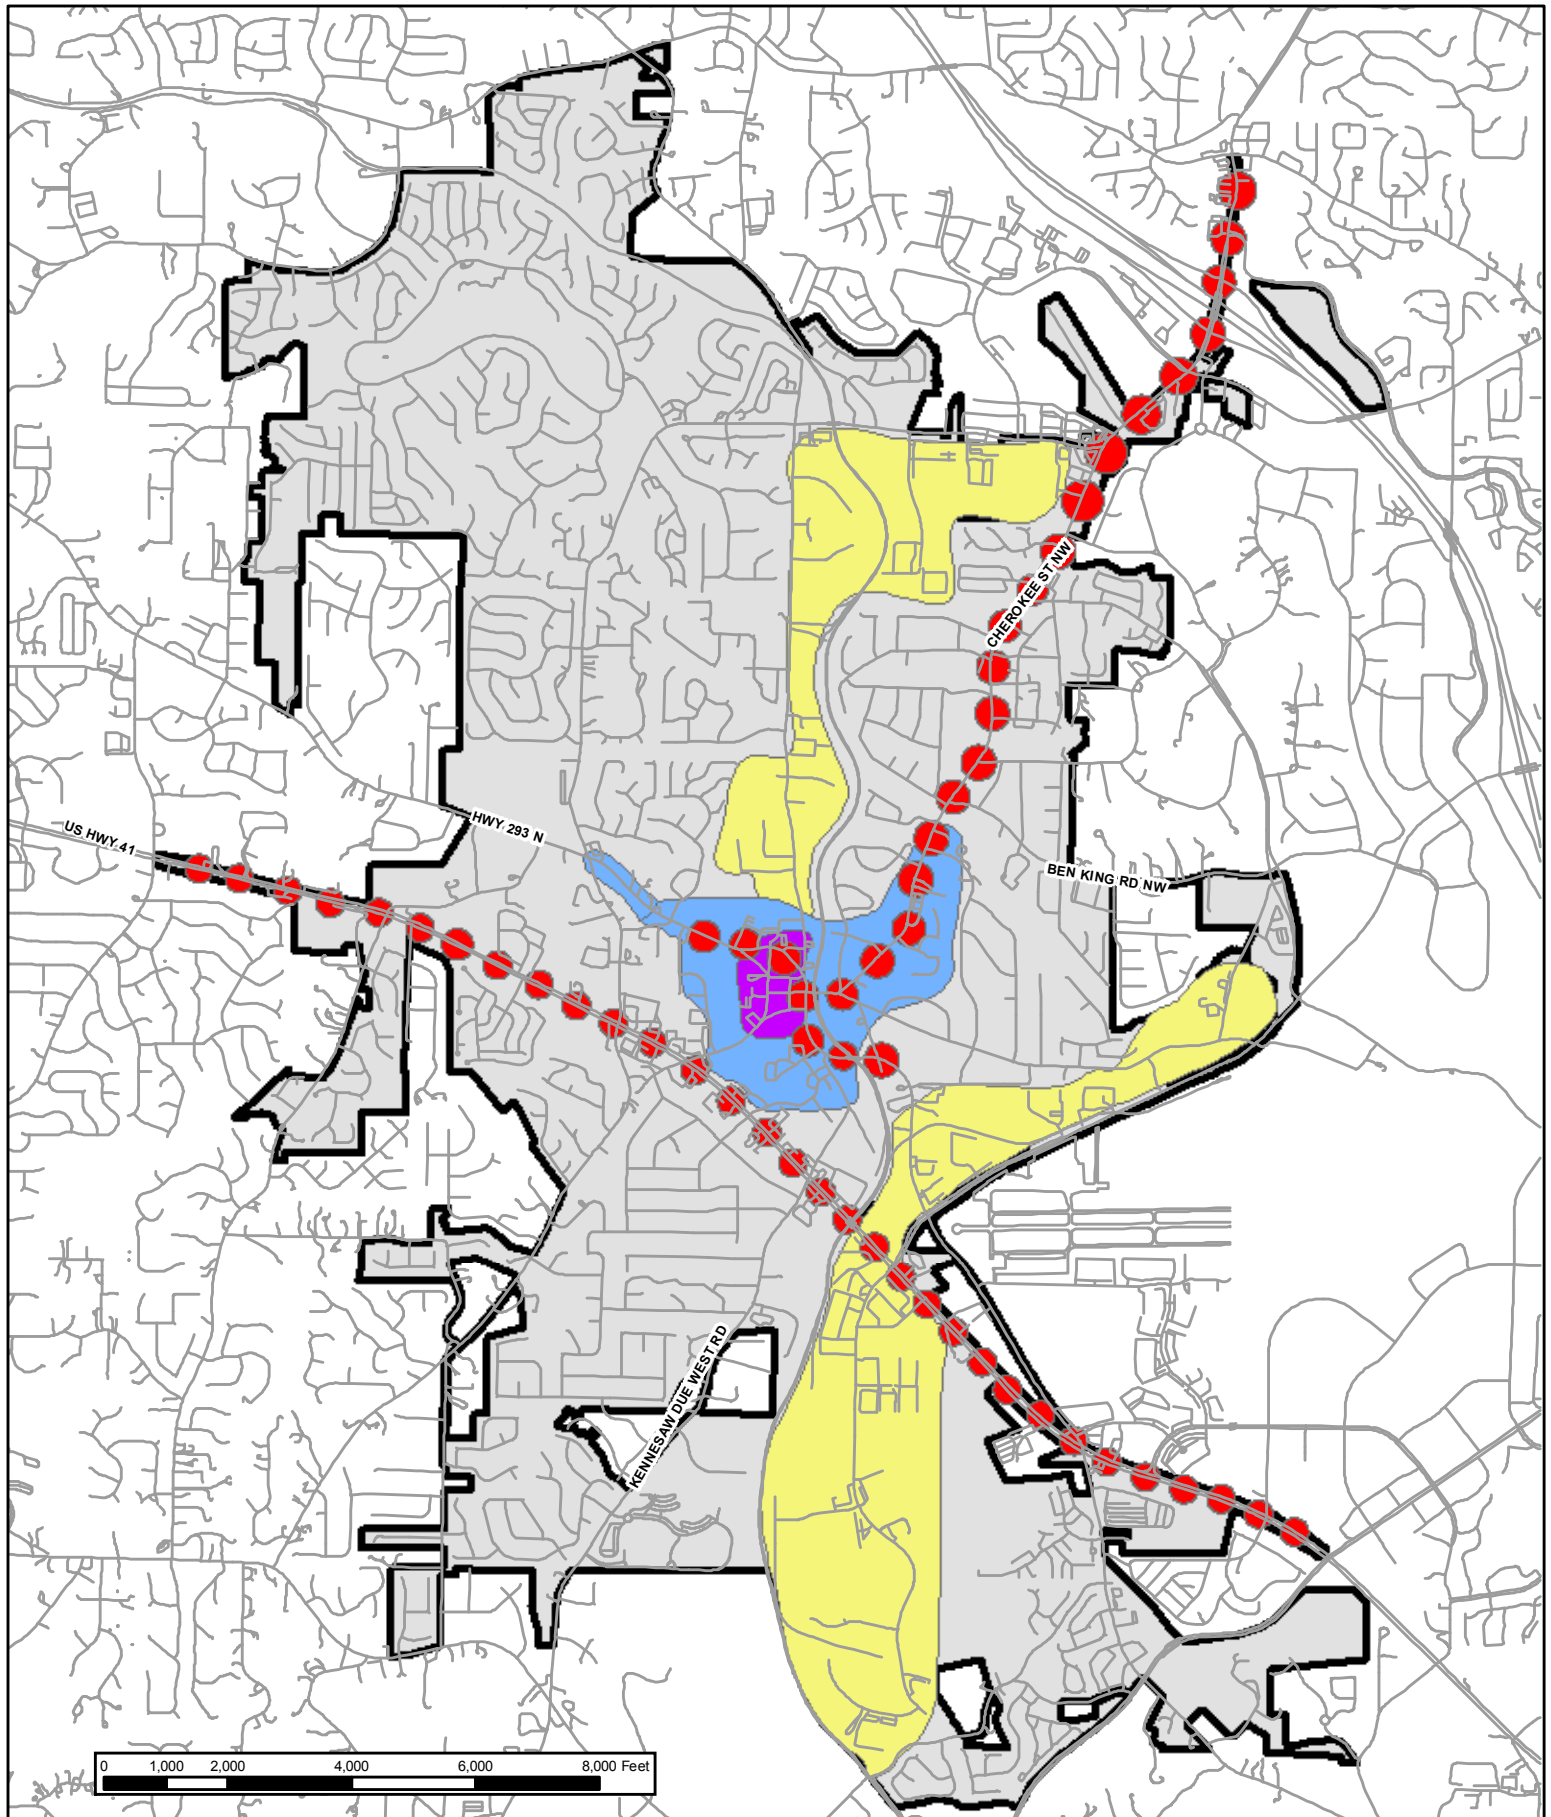 CHEROKEE ST NW
US HWY 41
HWY 293 N
BEN KING RD NW
KENNESAW DUE WEST RD
0 1,000 2,000 4,000 6,000 8,000 Feet